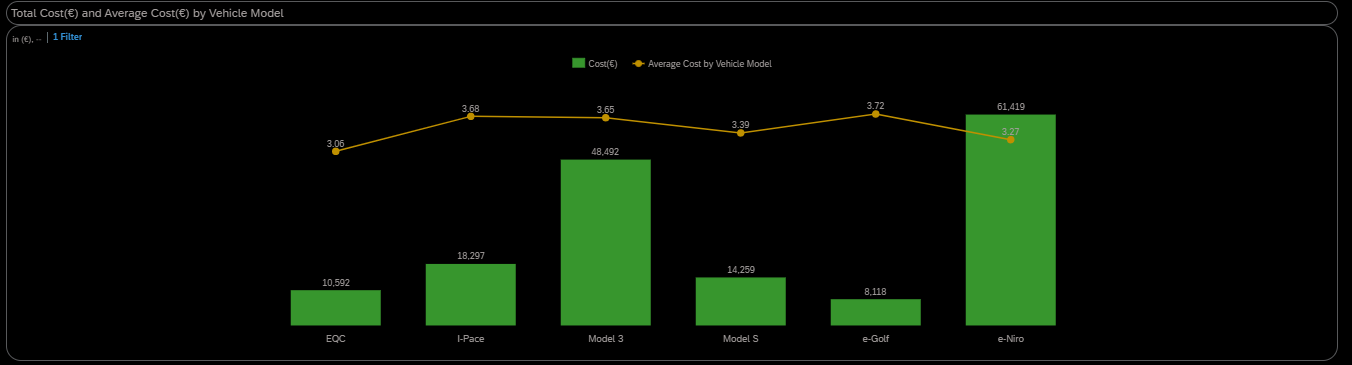 Total Cost(€) and Average Cost(€) by Vehicle Model
in (€), ... | 1 Filter
Cost(€) Average Cost by Vehicle Model
3.06 3.68 3.65 3.39 3.72 3.27
10,592 18,297 48,492 14,259 8,118 61,419
EQC I-Pace Model 3 Model S e-Golf e-Niro